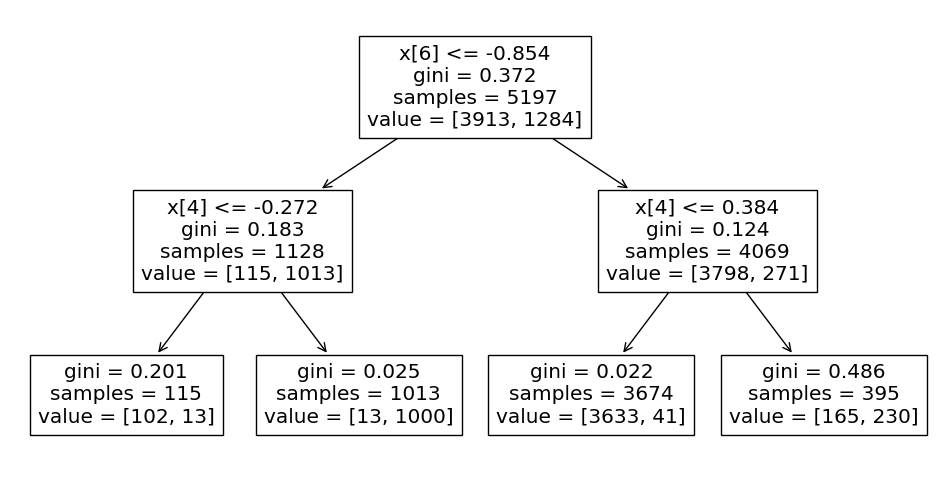 x[6] <= -0.854
gini = 0.372
samples = 5197
value = [3913, 1284]
x[4] <= -0.272
gini = 0.183
samples = 1128
value = [115, 1013]
x[4] <= 0.384
gini = 0.124
samples = 4069
value = [3798, 271]
gini = 0.201
samples = 115
value = [102, 13]
gini = 0.025
samples = 1013
value = [13, 1000]
gini = 0.022
samples = 3674
value = [3633, 41]
gini = 0.486
samples = 395
value = [165, 230]